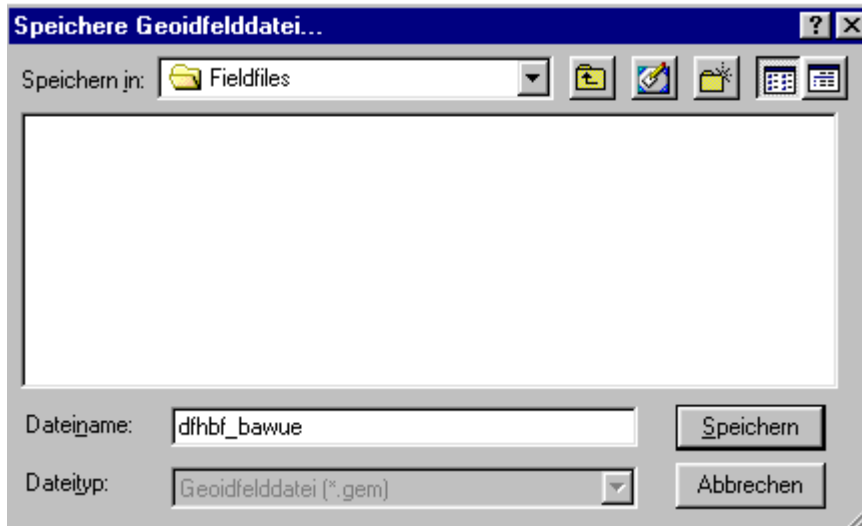 Speichere Geoidfelddatei...
Speichern in: Fieldfiles
Dateiname: dfhbf_bawue Speichern
Dateityp: Geoidfelddatei (*.gem) Abbrechen